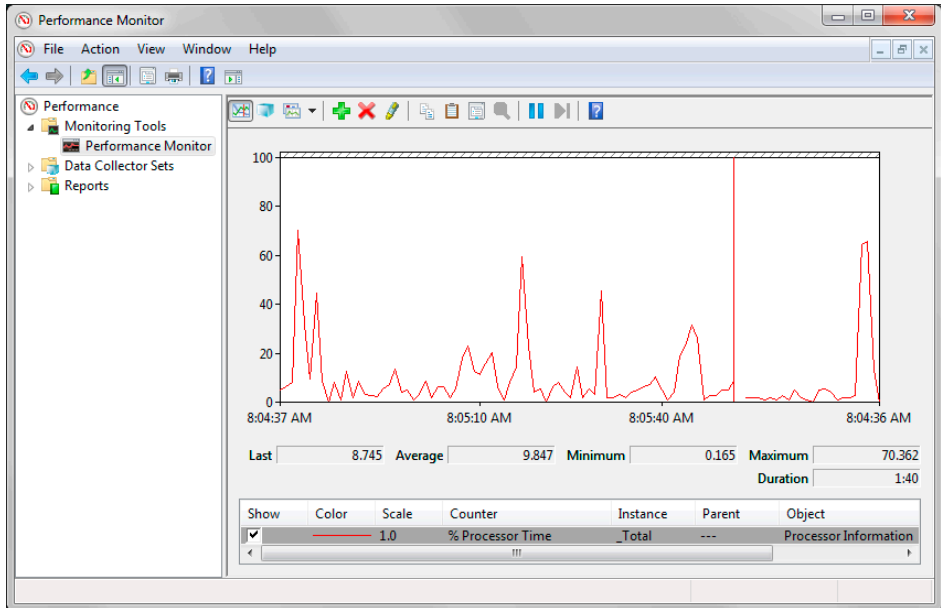 Performance Monitor
File Action View Window Help
Performance
Monitoring Tools
Performance Monitor
Data Collector Sets
Reports
100
80
60
40
20
0
8:04:37 AM 8:05:10 AM 8:05:40 AM 8:04:36 AM
Last 8.745 Average 9.847 Minimum 0.165 Maximum 70.362
Duration 1:40
Show Color Scale Counter Instance Parent Object
1.0 % Processor Time _Total --- Processor Information